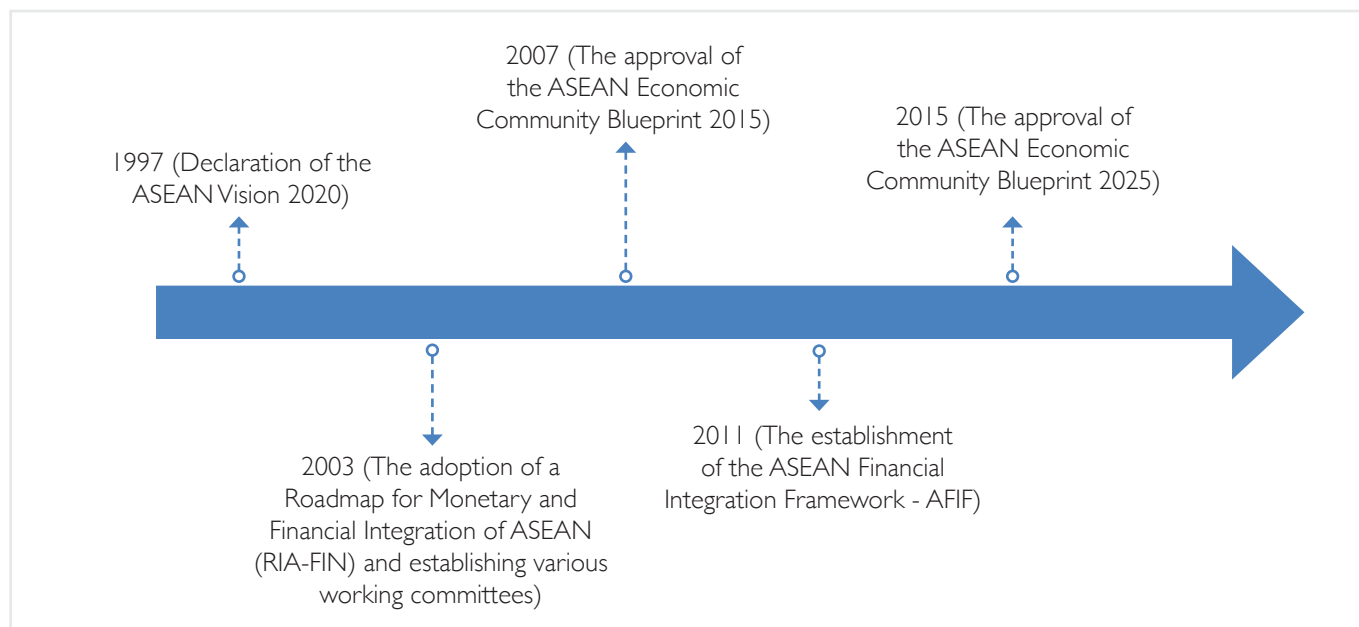 1997 (Declaration of the
ASEAN Vision 2020)
2003 (The adoption of a
Roadmap for Monetary and
Financial Integration of ASEAN
(RIA-FIN) and establishing various
working committees)
2007 (The approval of
the ASEAN Economic
Community Blueprint 2015)
2011 (The establishment
of the ASEAN Financial
Integration Framework - AFIF)
2015 (The approval of
the ASEAN Economic
Community Blueprint 2025)